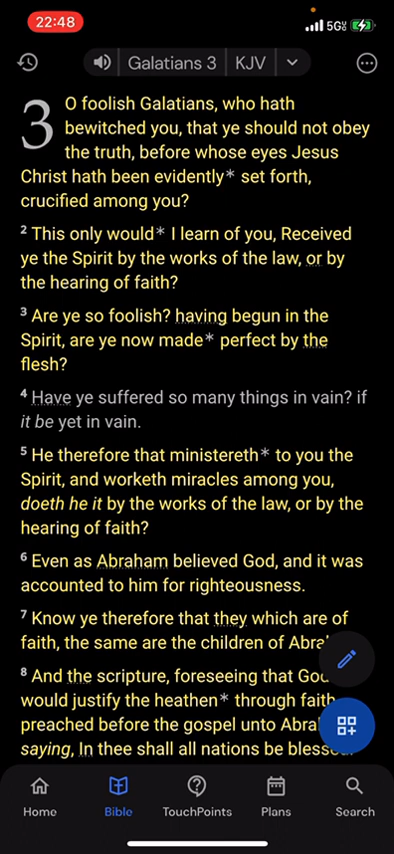 22:48
5G
Galatians 3 KJV
3 O foolish Galatians, who hath
bewitched you, that ye should not obey
the truth, before whose eyes Jesus
Christ hath been evidently* set forth,
crucified among you?
2 This only would* I learn of you, Received
ye the Spirit by the works of the law, or by
the hearing of faith?
3 Are ye so foolish? having begun in the
Spirit, are ye now made* perfect by the
flesh?
4 Have ye suffered so many things in vain? if
it be yet in vain.
5 He therefore that ministereth* to you the
Spirit, and worketh miracles among you,
doeth he it by the works of the law, or by the
hearing of faith?
6 Even as Abraham believed God, and it was
accounted to him for righteousness.
7 Know ye therefore that they which are of
faith, the same are the children of Abra
8 And the scripture, foreseeing that God
would justify the heathen* through faith
preached before the gospel unto Abra
saying, In thee shall all nations be blessed.
Home Bible TouchPoints Plans Search